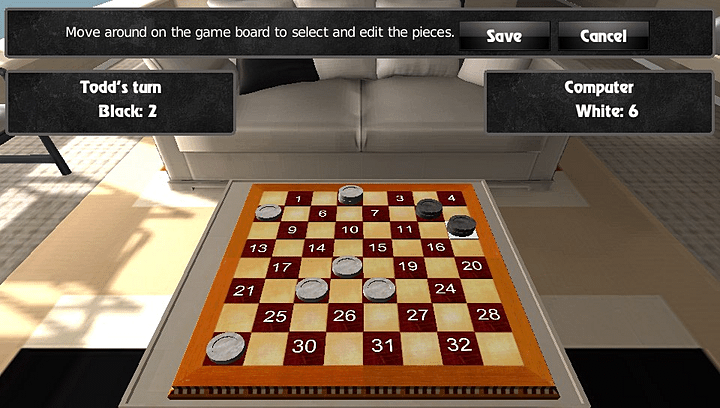 Move around on the game board to select and edit the pieces.
Save
Cancel
Todd's turn
Black: 2
Computer
White: 6
1 3 4
6 7
9 10 11
13 14 15 16
17 19 20
21 24
25 26 27 28
30 31 32